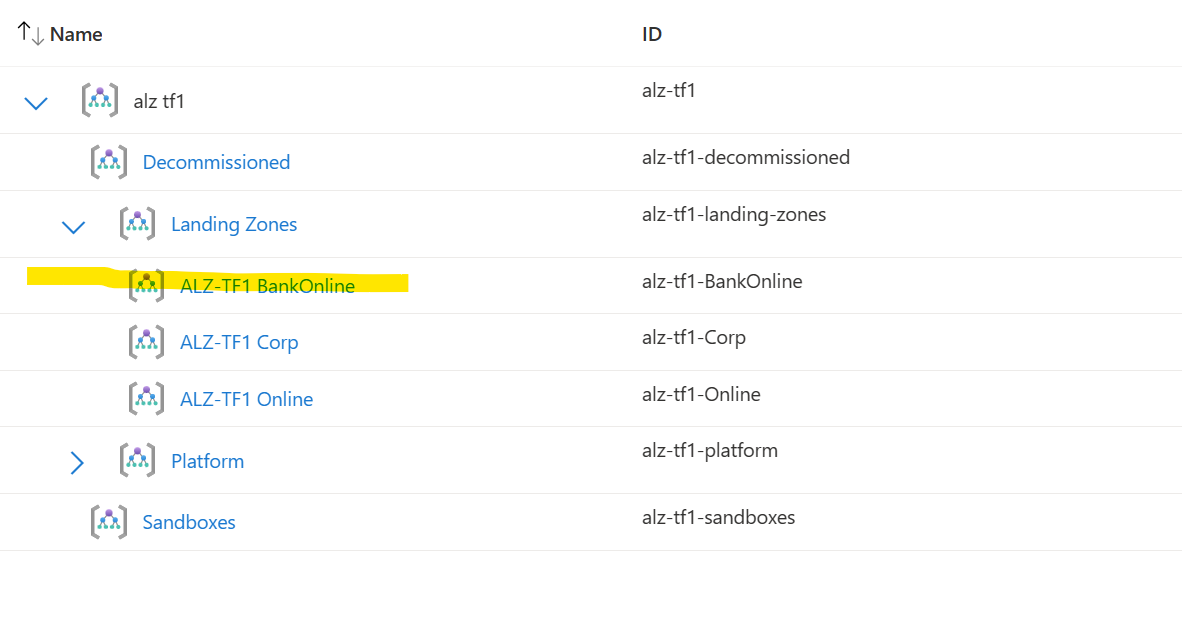 Name ID
alz tf1 alz-tf1
Decommissioned alz-tf1-decommissioned
Landing Zones alz-tf1-landing-zones
ALZ-TF1 BankOnline alz-tf1-BankOnline
ALZ-TF1 Corp alz-tf1-Corp
ALZ-TF1 Online alz-tf1-Online
Platform alz-tf1-platform
Sandboxes alz-tf1-sandboxes